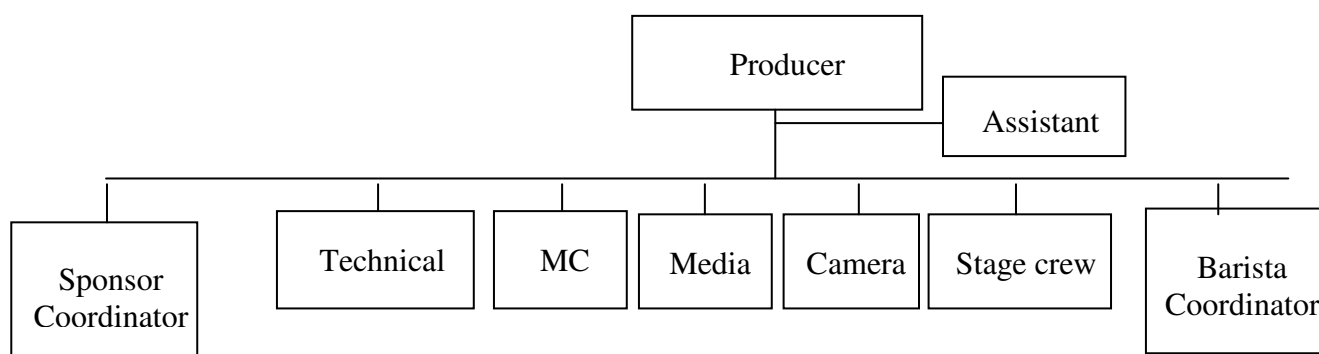 Producer
Assistant
Sponsor
Coordinator
Technical
MC
Media
Camera
Stage crew
Barista
Coordinator